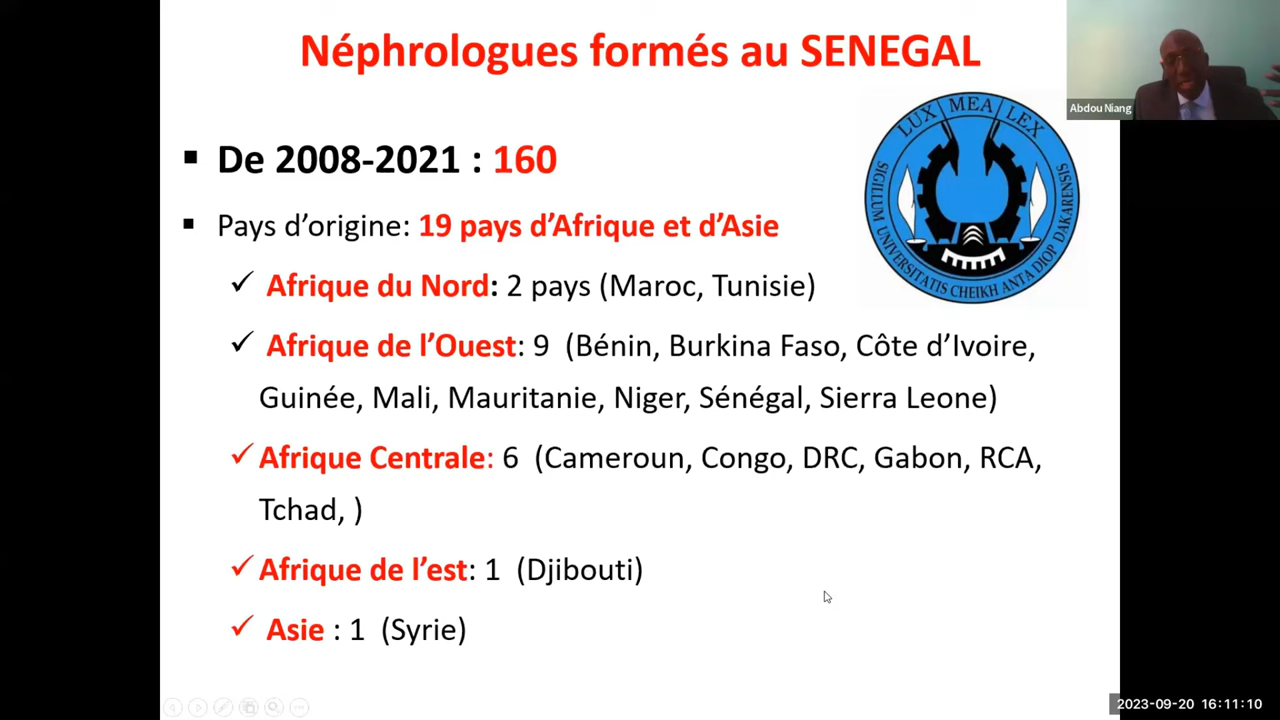 Néphrologues formés au SENEGAL
Abdou Niang
LUX MEA LEX
SIGILLUM UNIVERSITATIS CHEIKH ANTA DIOP DAKARENSIS
▪ De 2008-2021 : 160
▪ Pays d’origine: 19 pays d’Afrique et d’Asie
✓ Afrique du Nord: 2 pays (Maroc, Tunisie)
✓ Afrique de l’Ouest: 9 (Bénin, Burkina Faso, Côte d’Ivoire,
Guinée, Mali, Mauritanie, Niger, Sénégal, Sierra Leone)
✓ Afrique Centrale: 6 (Cameroun, Congo, DRC, Gabon, RCA,
Tchad, )
✓ Afrique de l’est: 1 (Djibouti)
✓ Asie : 1 (Syrie)
2023-09-20 16:11:10